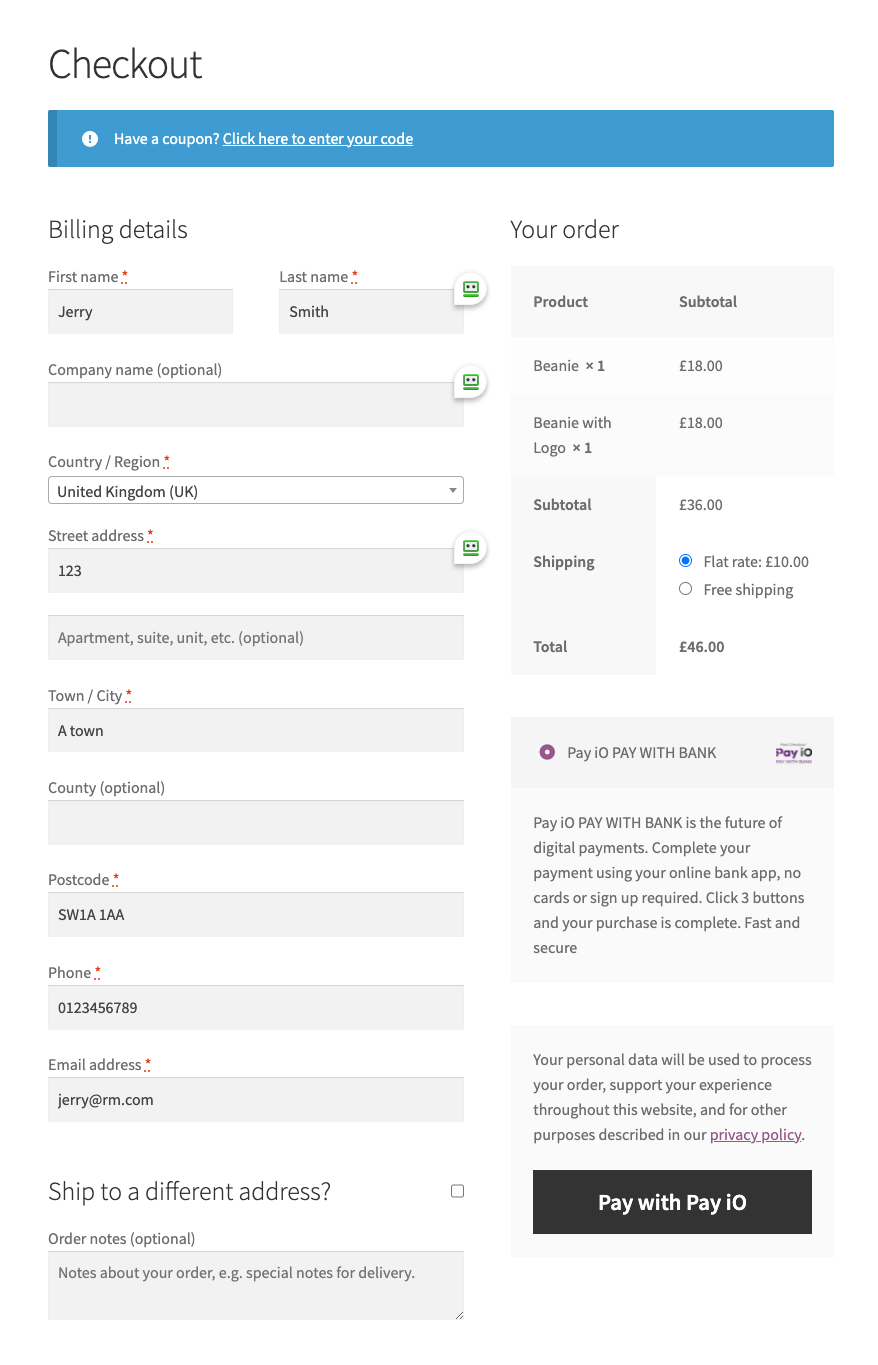 Checkout
Have a coupon? Click here to enter your code
Billing details
First name *
Last name *
Jerry
Smith
Company name (optional)
Country / Region *
United Kingdom (UK)
Street address *
123
Apartment, suite, unit, etc. (optional)
Town / City *
A town
County (optional)
Postcode *
SW1A 1AA
Phone *
0123456789
Email address *
jerry@rm.com
Ship to a different address?
Order notes (optional)
Notes about your order, e.g. special notes for delivery.
Your order
Product Subtotal
Beanie × 1 £18.00
Beanie with £18.00
Logo × 1
Subtotal £36.00
Shipping Flat rate: £10.00
Free shipping
Total £46.00
Pay iO PAY WITH BANK
Pay iO
PAY WITH BANK
Pay iO PAY WITH BANK is the future of
digital payments. Complete your
payment using your online bank app, no
cards or sign up required. Click 3 buttons
and your purchase is complete. Fast and
secure
Your personal data will be used to process
your order, support your experience
throughout this website, and for other
purposes described in our privacy policy.
Pay with Pay iO